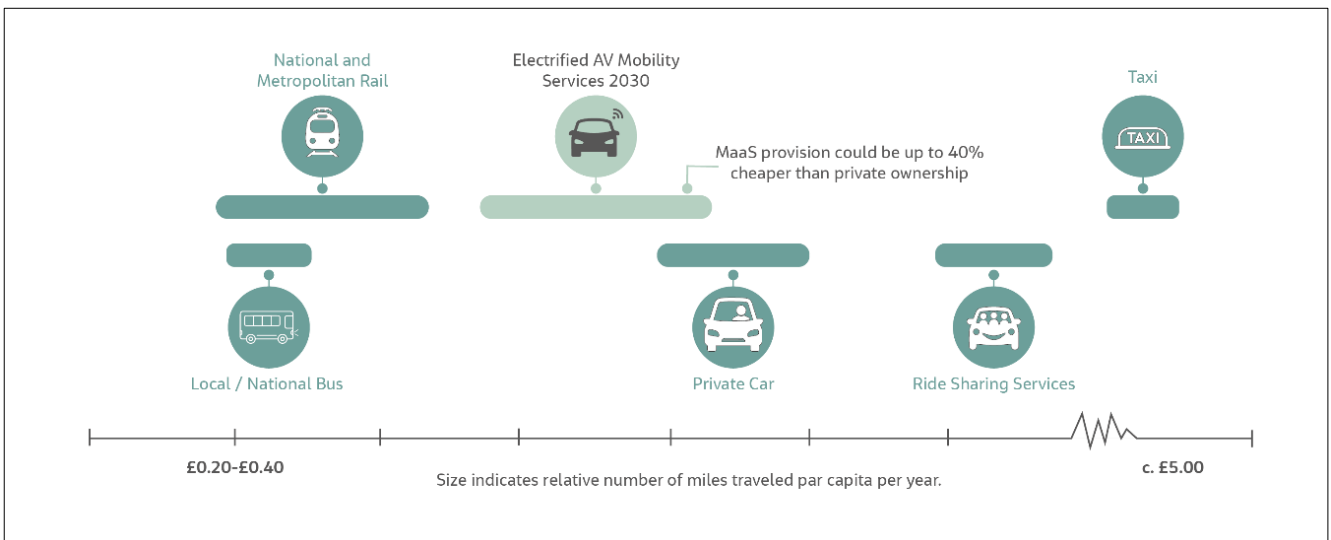 National and
Metropolitan Rail
Electrified AV Mobility
Services 2030
Taxi
TAXI
MaaS provision could be up to 40%
cheaper than private ownership
Local / National Bus
Private Car
Ride Sharing Services
£0.20-£0.40
c. £5.00
Size indicates relative number of miles traveled par capita per year.